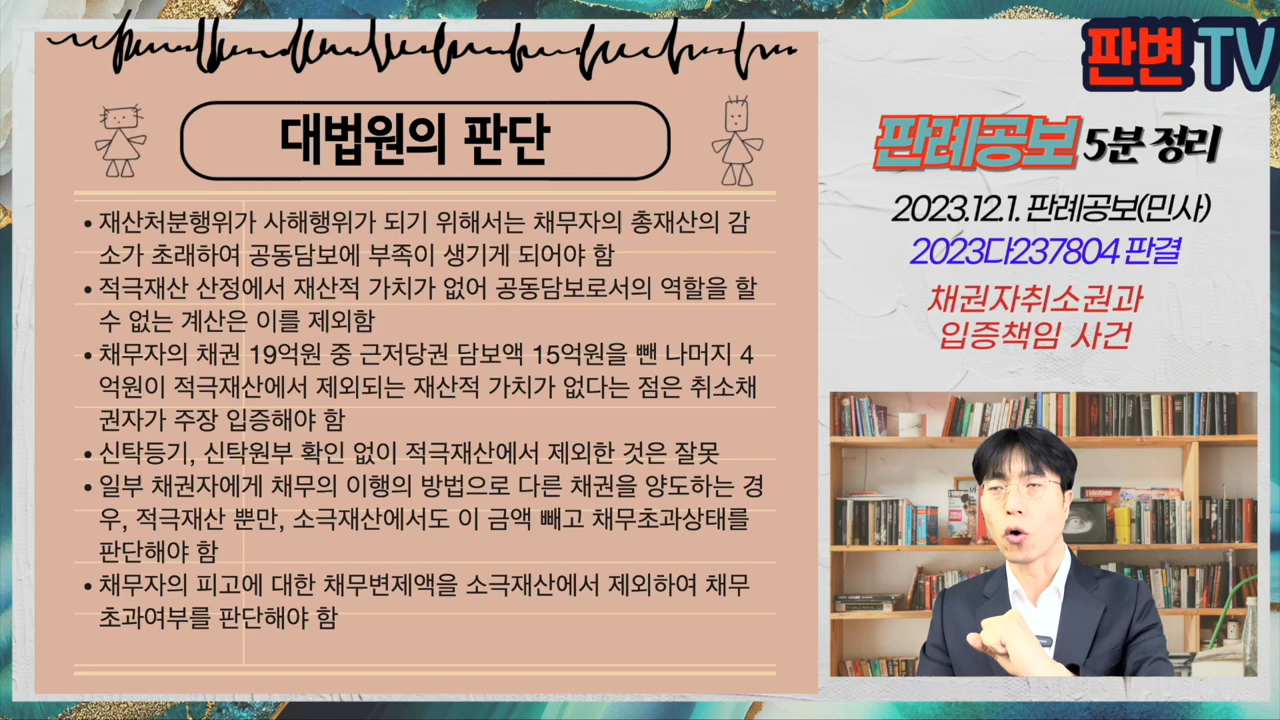 판변 TV
대법원의 판단
• 재산처분행위가 사해행위가 되기 위해서는 채무자의 총재산의 감
소가 초래하여 공동담보에 부족이 생기게 되어야 함
• 적극재산 산정에서 재산적 가치가 없어 공동담보로서의 역할을 할
수 없는 계산은 이를 제외함
• 채무자의 채권 19억원 중 근저당권 담보액 15억원을 뺀 나머지 4
억원이 적극재산에서 제외되는 재산적 가치가 없다는 점은 취소채
권자가 주장 입증해야 함
• 신탁등기, 신탁원부 확인 없이 적극재산에서 제외한 것은 잘못
• 일부 채권자에게 채무의 이행의 방법으로 다른 채권을 양도하는 경
우, 적극재산 뿐만, 소극재산에서도 이 금액 빼고 채무초과상태를
판단해야 함
• 채무자의 피고에 대한 채무변제액을 소극재산에서 제외하여 채무
초과여부를 판단해야 함
판례공보 5분 정리
2023.12.1. 판례공보(민사)
2023다237804 판결
채권자취소권과
입증책임 사건